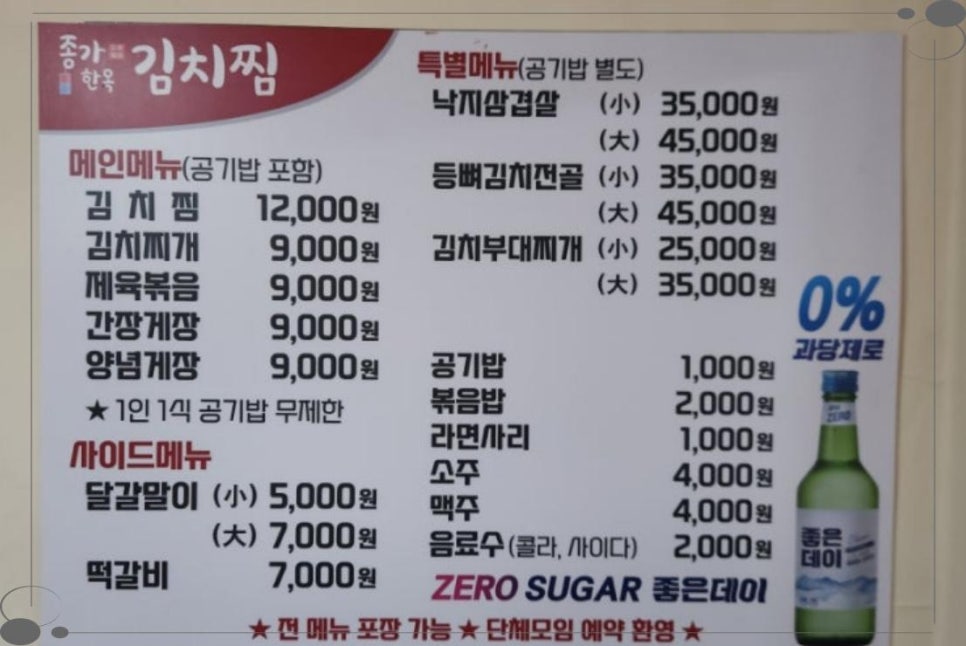 종가
한옥
김치찜
메인메뉴(공기밥 포함)
김 치 찜 12,000원
김치찌개 9,000원
제육볶음 9,000원
간장게장 9,000원
양념게장 9,000원
★ 1인 1식 공기밥 무제한
사이드메뉴
달걀말이 (小) 5,000원
(大) 7,000원
떡갈비 7,000원
특별메뉴(공기밥 별도)
낙지삼겹살 (小) 35,000원
(大) 45,000원
등뼈김치전골 (小) 35,000원
(大) 45,000원
김치부대찌개 (小) 25,000원
(大) 35,000원
공기밥 1,000원
볶음밥 2,000원
라면사리 1,000원
소주 4,000원
맥주 4,000원
음료수(콜라, 사이다) 2,000원
ZERO SUGAR 좋은데이
0%
과당제로
ZERO
좋은
데이
★ 전 메뉴 포장 가능 ★ 단체모임 예약 환영 ★